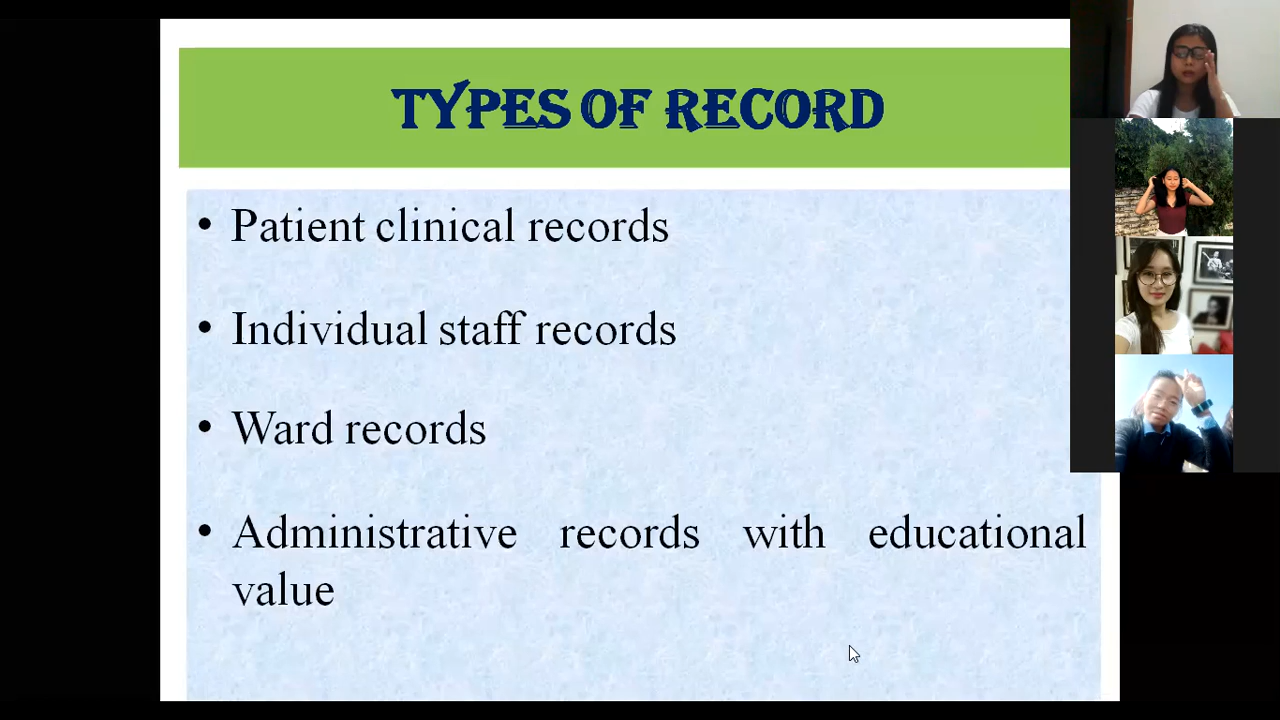 TYPES OF RECORD
• Patient clinical records
• Individual staff records
• Ward records
• Administrative records with educational
value